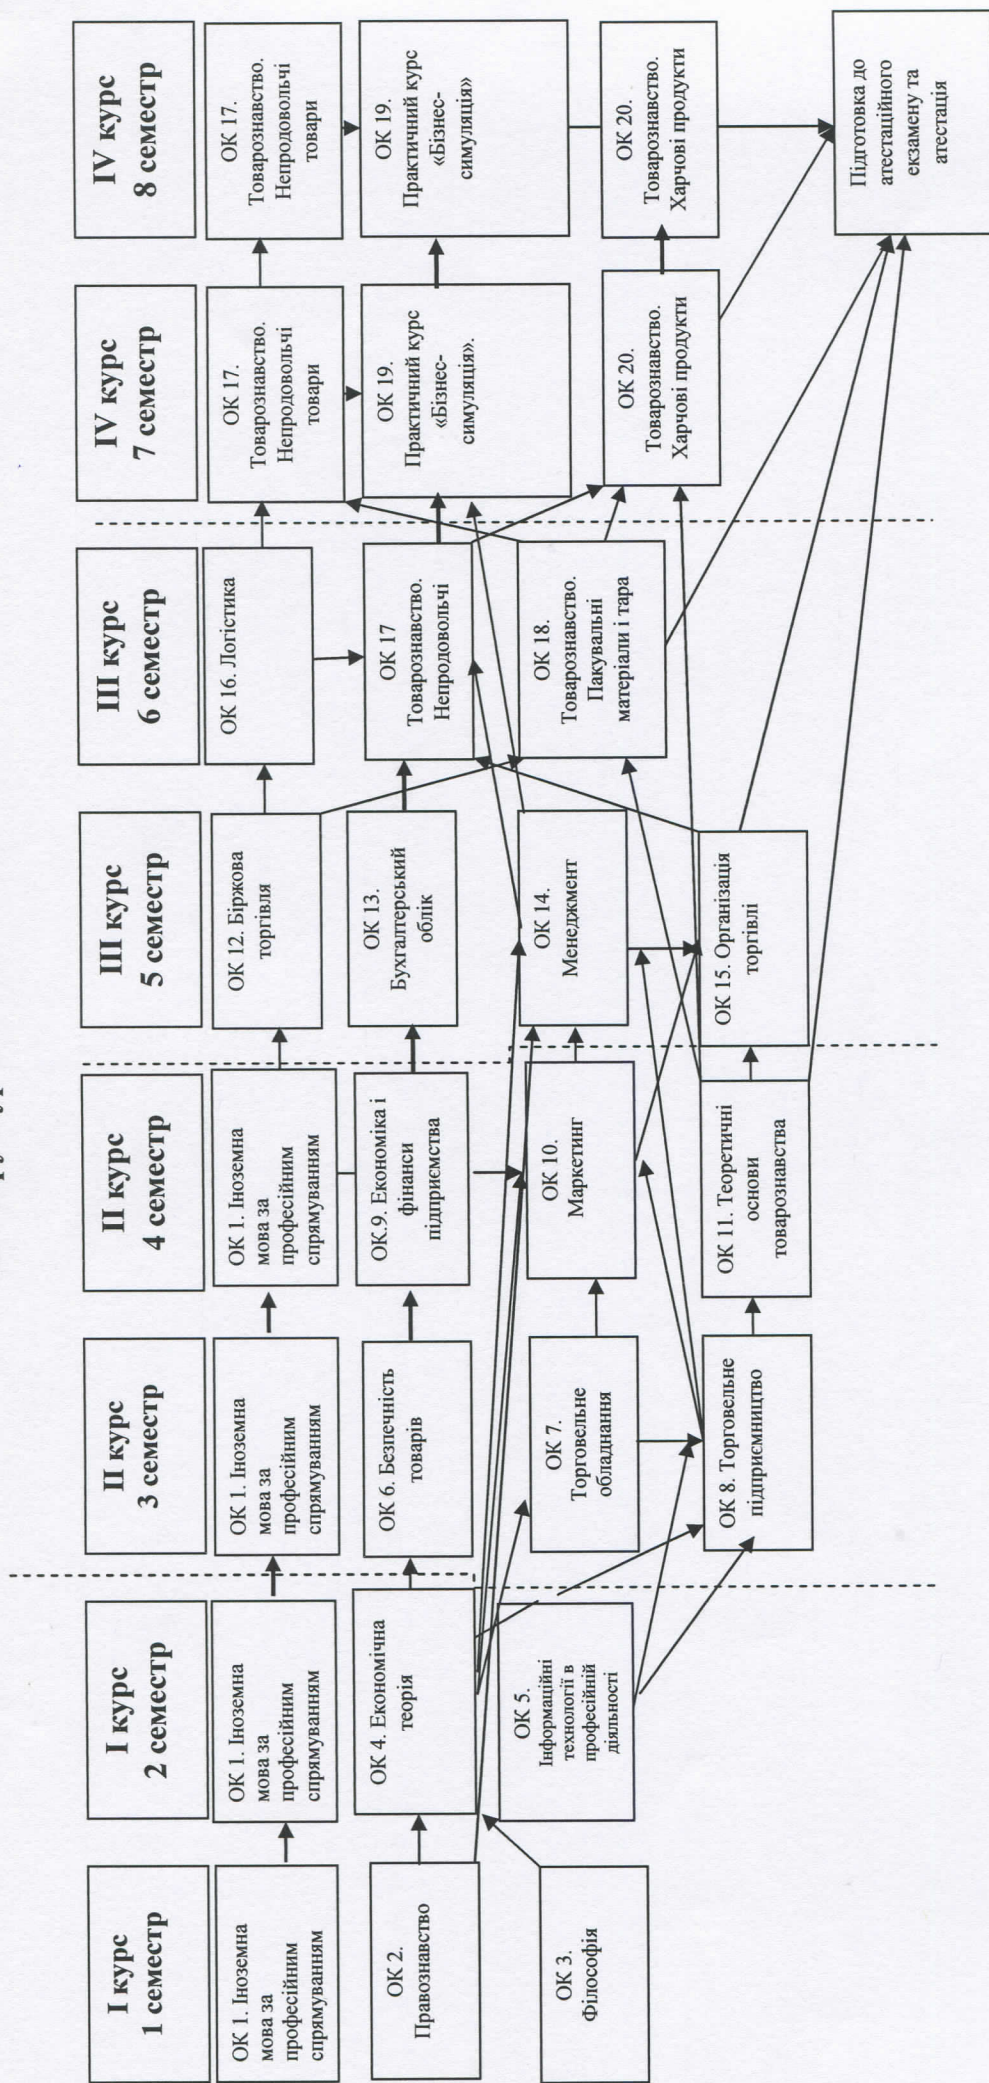 I курс
1 семестр
ОК 1. Іноземна
мова за
професійним
спрямуванням
ОК 2.
Правознавство
ОК 3.
Філософія
I курс
2 семестр
ОК 1. Іноземна
мова за
професійним
спрямуванням
ОК 4. Економічна
теорія
ОК 5.
Інформаційні
технології в
професійній
діяльності
II курс
3 семестр
ОК 1. Іноземна
мова за
професійним
спрямуванням
ОК 6. Безпечність
товарів
ОК 7.
Торговельне
обладнання
ОК 8. Торговельне
підприємництво
II курс
4 семестр
ОК 1. Іноземна
мова за
професійним
спрямуванням
ОК.9. Економіка і
фінанси
підприємства
ОК 10.
Маркетинг
ОК 11. Теоретичні
основи
товарознавства
III курс
5 семестр
ОК 12. Біржова
торгівля
ОК 13.
Бухгалтерський
облік
ОК 14.
Менеджмент
ОК 15. Організація
торгівлі
III курс
6 семестр
ОК 16. Логістика
ОК 17
Товарознавство.
Непродовольчі
ОК 18.
Товарознавство.
Пакувальні
матеріали і тара
IV курс
7 семестр
ОК 17.
Товарознавство.
Непродовольчі
товари
ОК 19.
Практичний курс
«Бізнес-
симуляція».
ОК 20.
Товарознавство.
Харчові продукти
IV курс
8 семестр
ОК 17.
Товарознавство.
Непродовольчі
товари
ОК 19.
Практичний курс
«Бізнес-
симуляція»
ОК 20.
Товарознавство.
Харчові продукти
Підготовка до
атестаційного
екзамену та
атестація